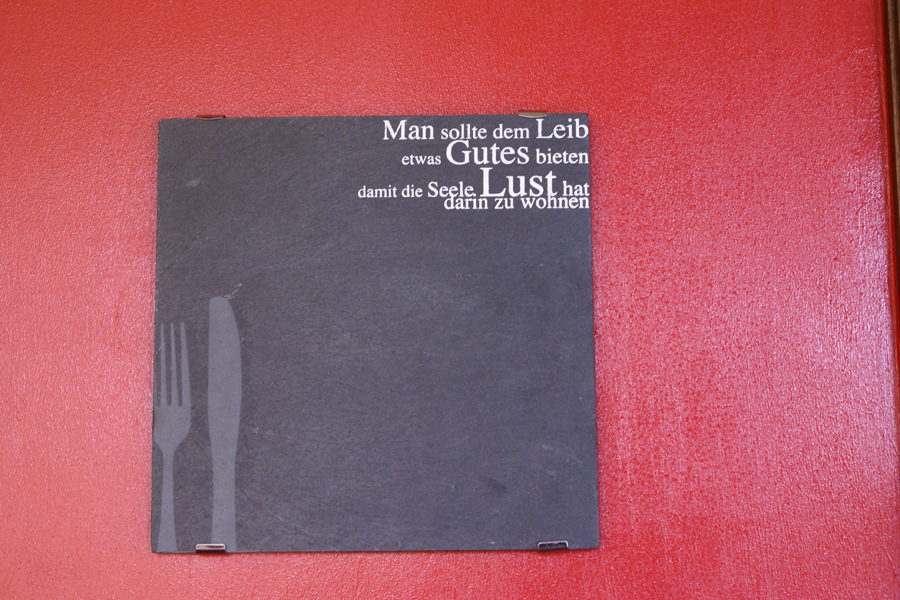 Man sollte dem Leib
etwas Gutes bieten
damit die Seele Lust hat
darin zu wohnen